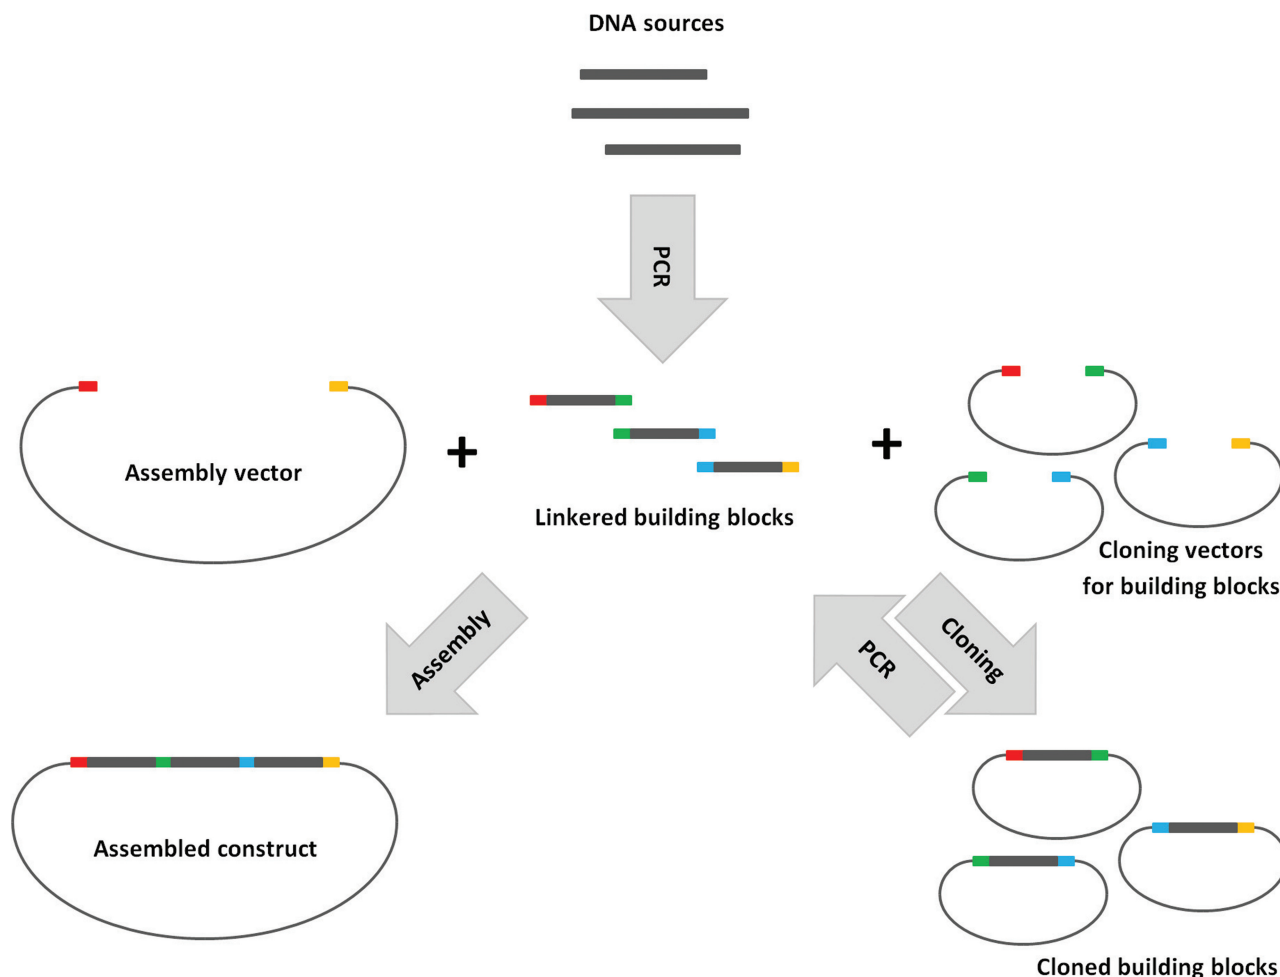 DNA sources
PCR
Assembly vector
+
Linkered building blocks
+
Cloning vectors
for building blocks
Assembly
PCR
Cloning
Assembled construct
Cloned building blocks